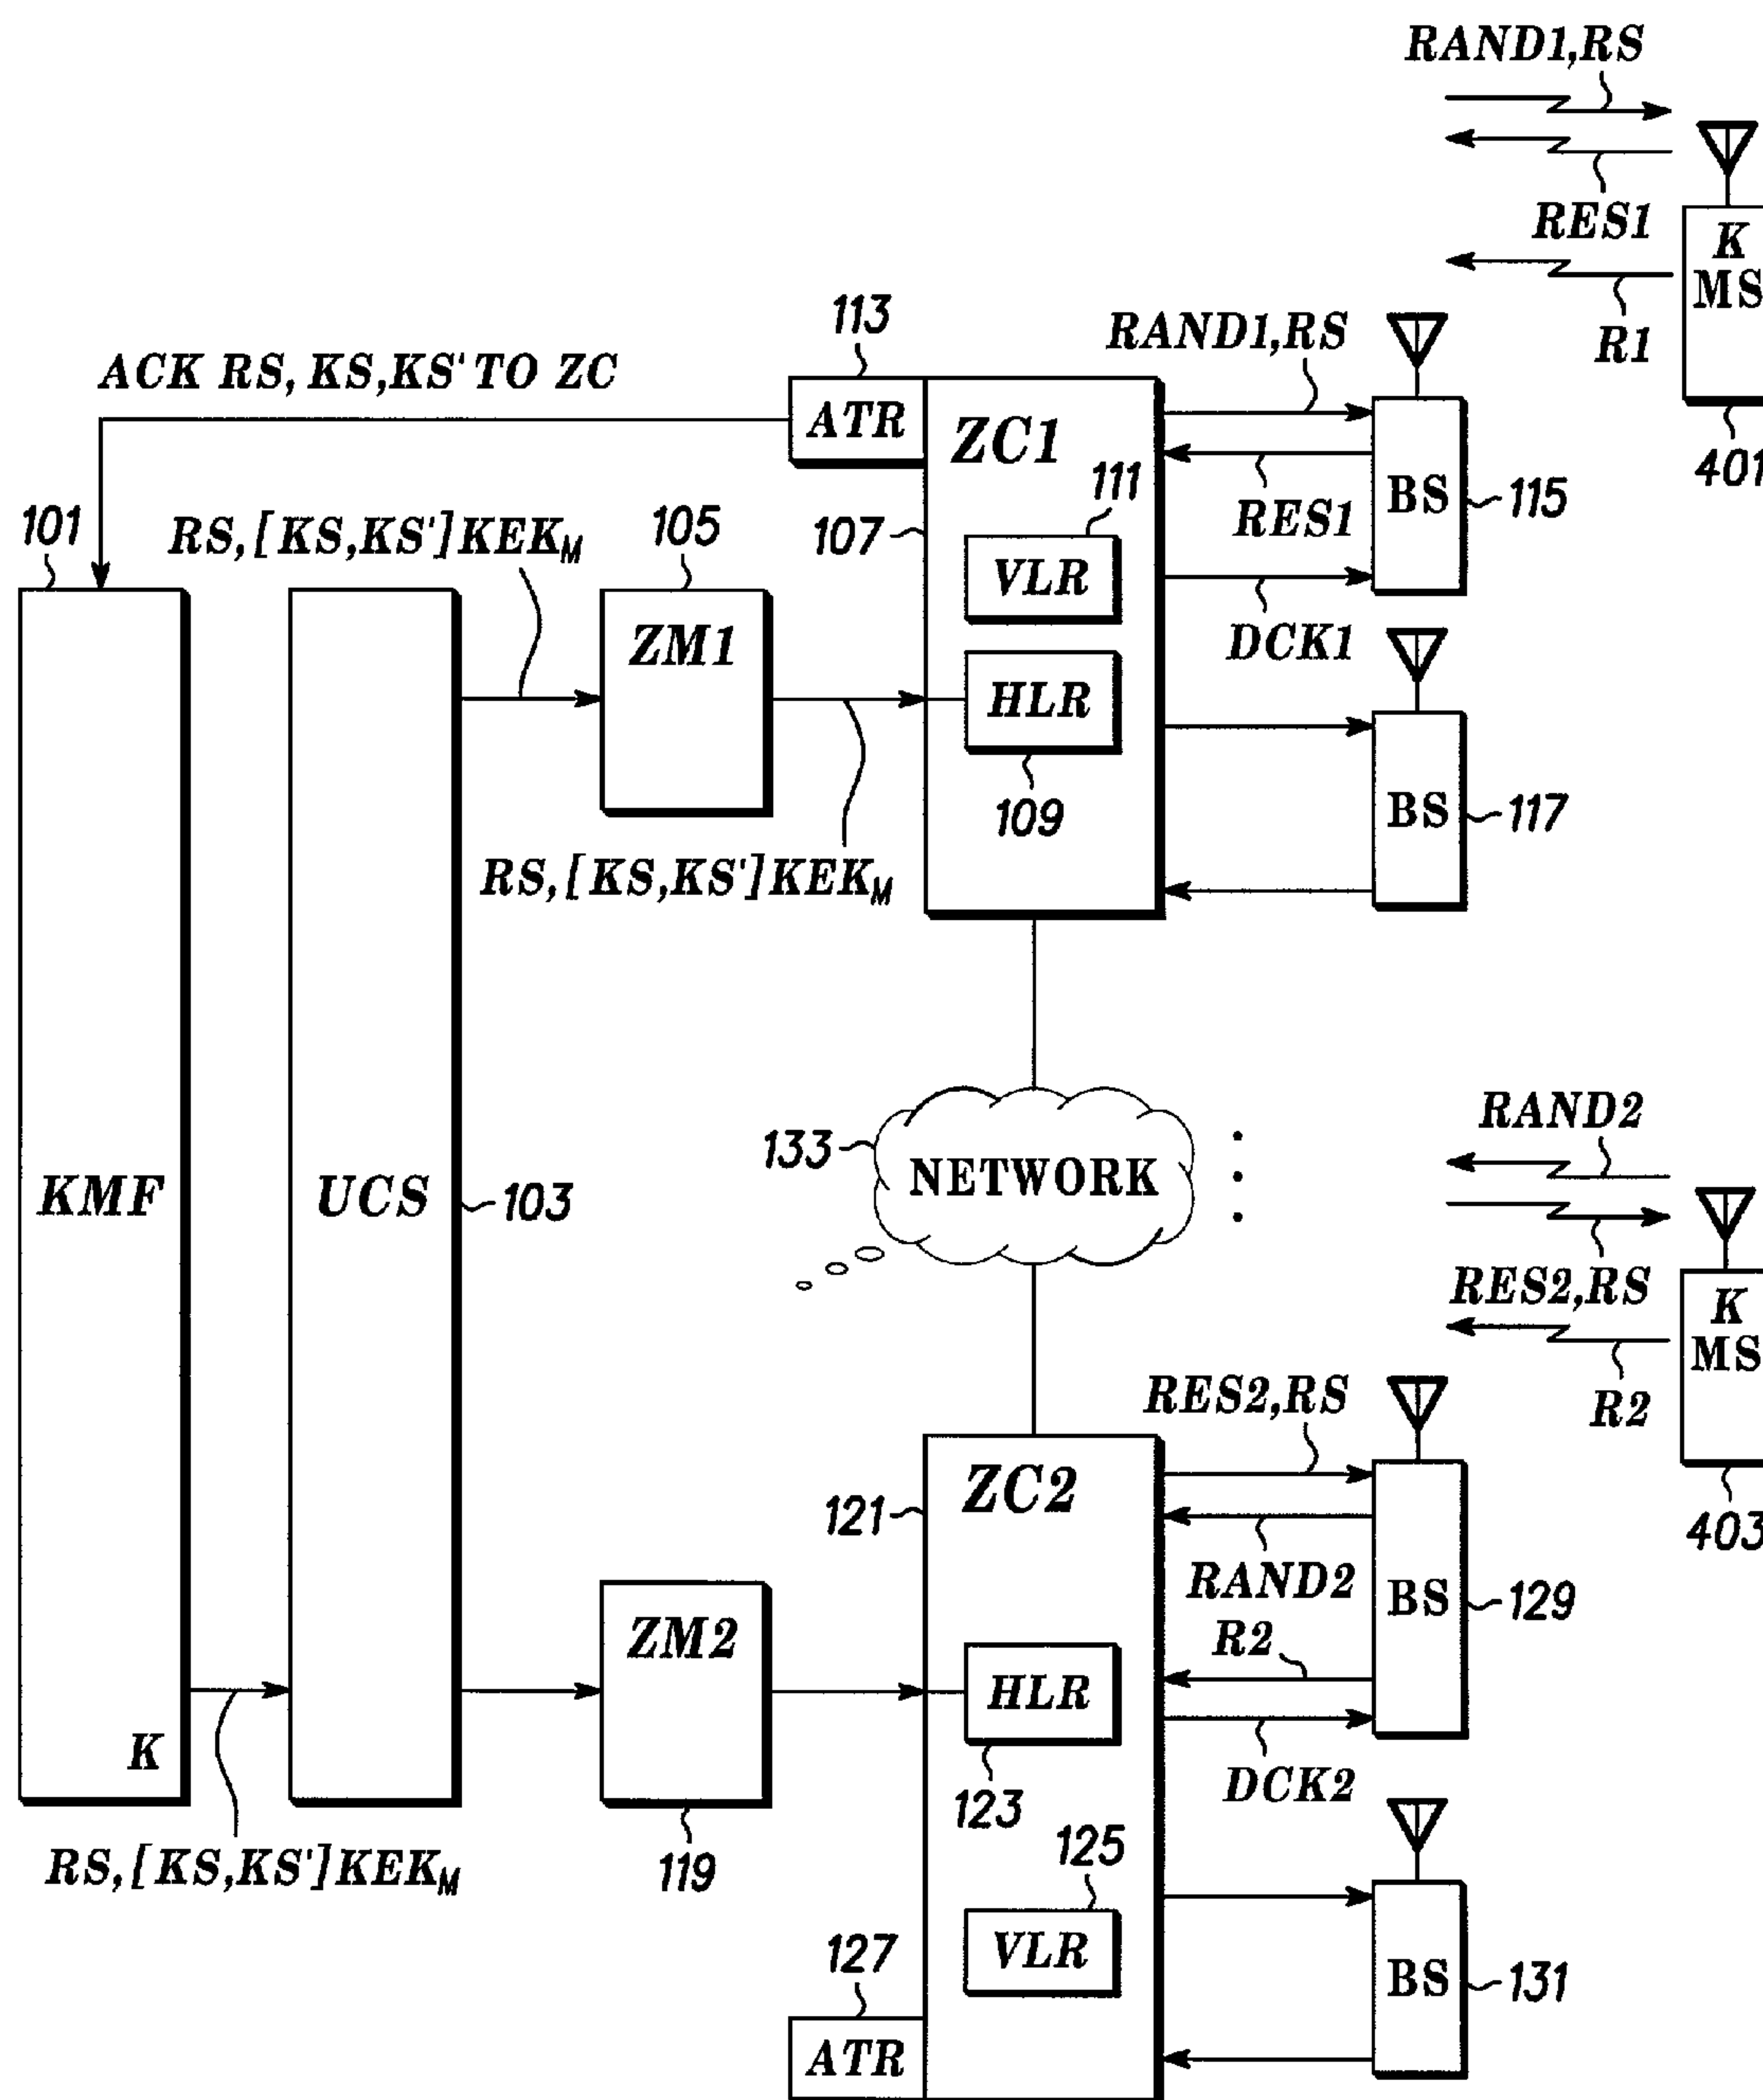 RAND1,RS
RES1
K
MS
R1
401
113
ACK RS, KS,KS' TO ZC
ATR
ZC1
RAND1,RS
BS
115
RES1
111
107
VLR
DCK1
101
RS,[KS,KS']KEKM
105
ZM1
HLR
109
BS
117
RS,[KS,KS']KEKM
KMF
UCS
103
133
NETWORK
RAND2
RES2,RS
K
MS
R2
403
RES2,RS
ZC2
121
RAND2
BS
129
R2
ZM2
HLR
123
DCK2
K
119
RS,[KS,KS']KEKM
125
VLR
127
ATR
BS
131